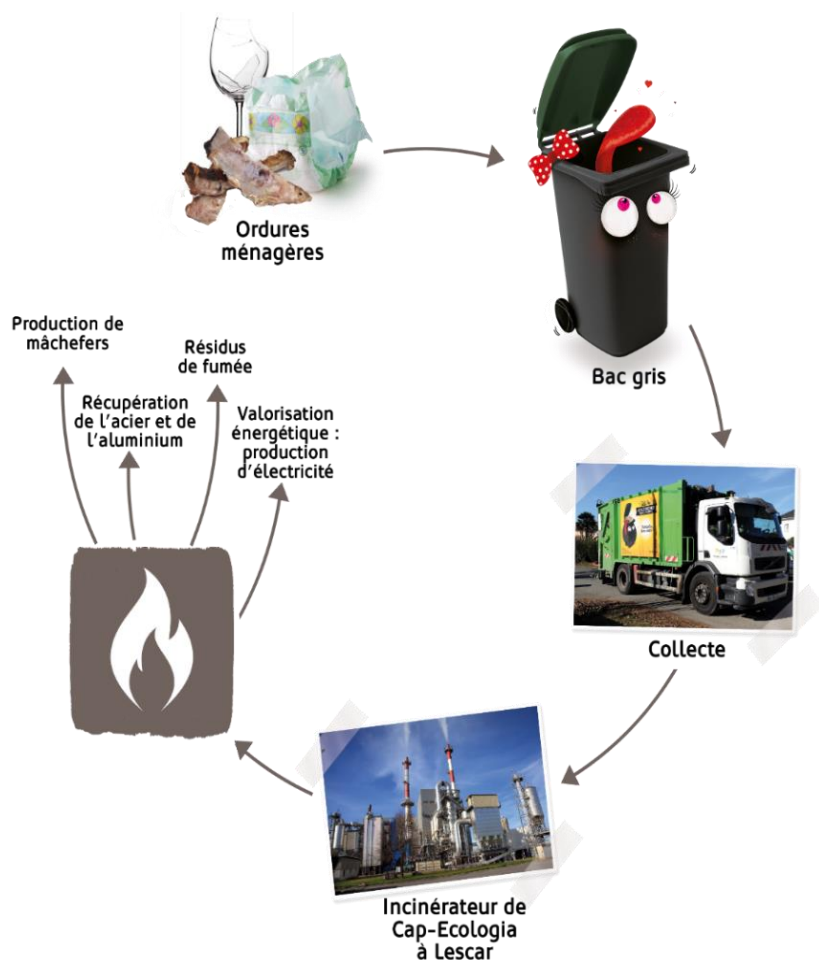 Ordures
ménagères
Bac gris
Collecte
Incinérateur de
Cap-Ecologia
à Lescar
Production de
mâchefers
Récupération
de l'acier et de
l'aluminium
Résidus
de fumée
Valorisation
énergétique :
production
d'électricité